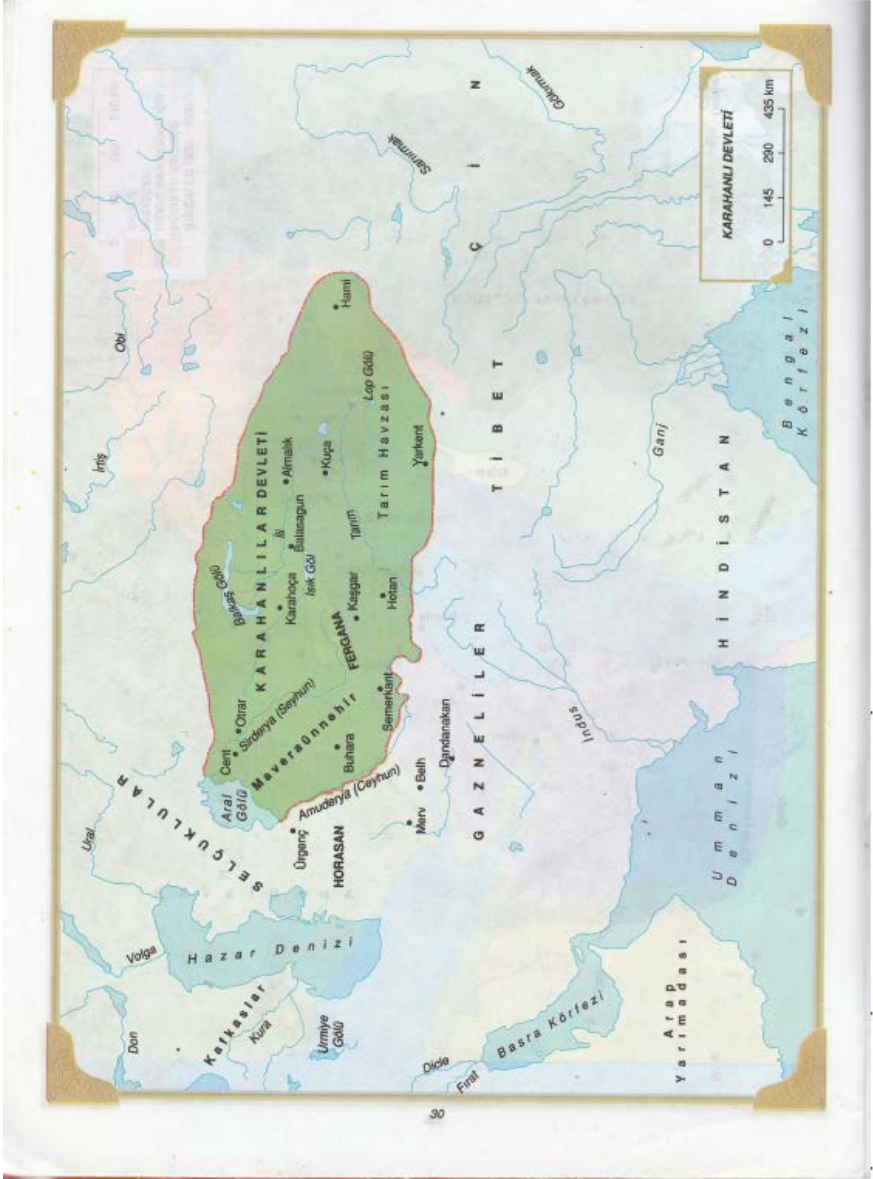 KARAHANLI DEVLETİ
0 145 290 435 km
Don
Volga
Ural
İrtiş
Obi
SELÇUKLULAR
Kafkaslar
Kura
Urmiye
Gölü
Hazar Denizi
Aral
Gölü
Cent
Otrar
Sirderya (Seyhun)
Maveraünnehir
KARAHANLILAR DEVLETİ
Balkaş Gölü
İli
Almalık
Balasagun
Karahoça
Isık Göl
Kuça
Hami
Lop Gölü
Tarım Havzası
Tarım
Yarkent
Kaşgar
FERGANA
Hotan
Semerkant
Buhara
Amuderya (Ceyhun)
Ürgenç
HORASAN
Merv
Belh
Dandanakan
GAZNELİLER
TİBET
ÇİN
Sarıırmak
Gökırmak
Dicle
Fırat
Basra Körfezi
Arap
Yarımadası
Umman
Denizi
İndus
HİNDİSTAN
Ganj
Bengal
Körfezi
30